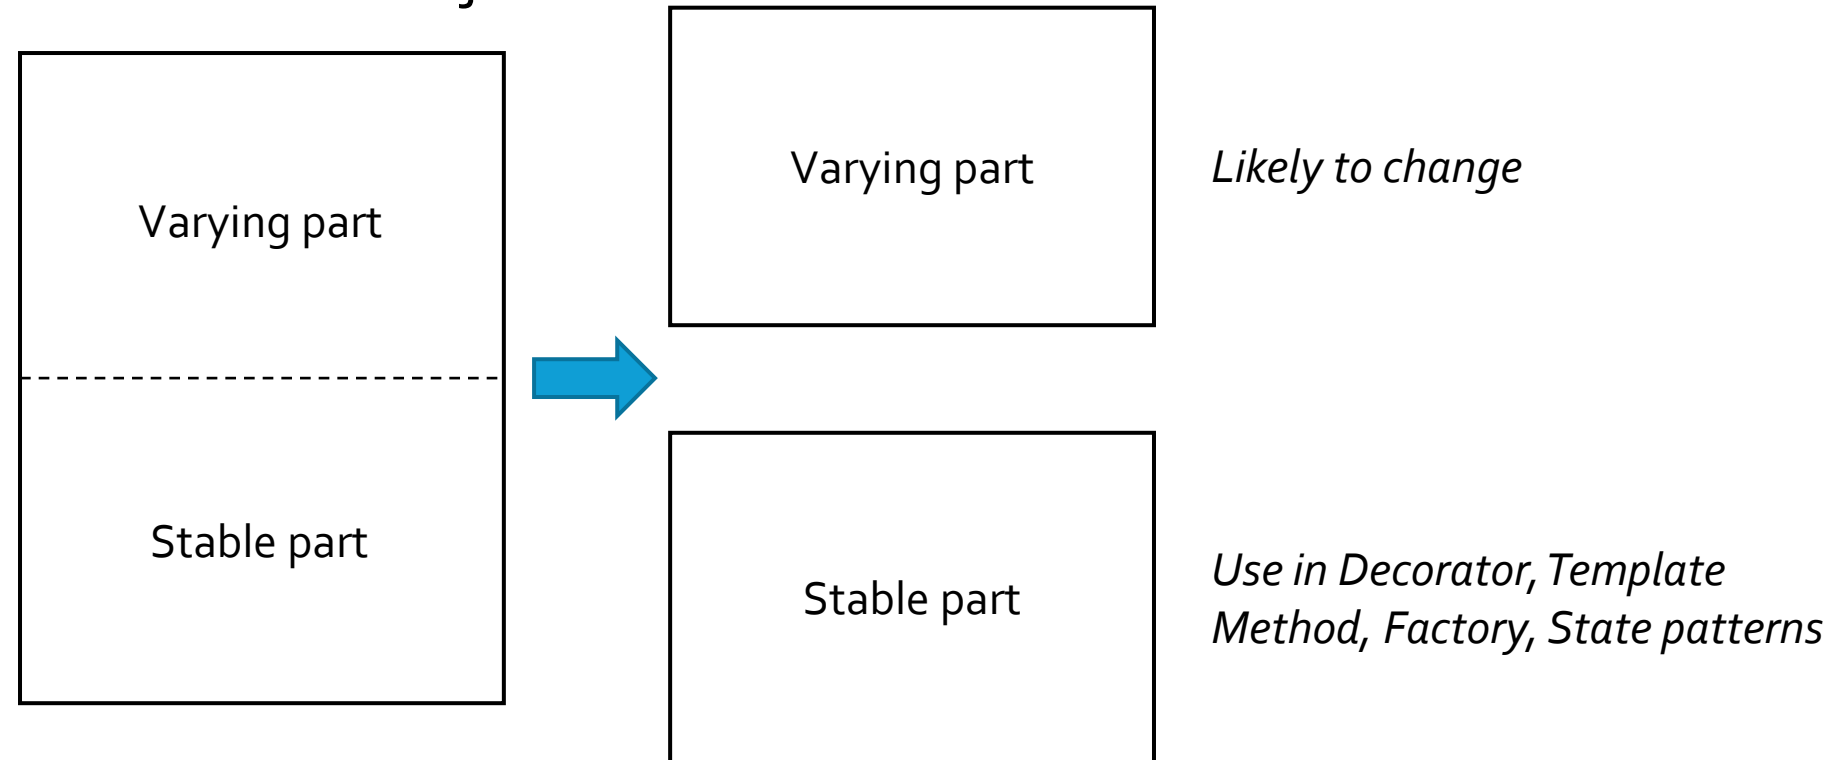 Varying part
Stable part
Varying part
Likely to change
Stable part
Use in Decorator, Template
Method, Factory, State patterns